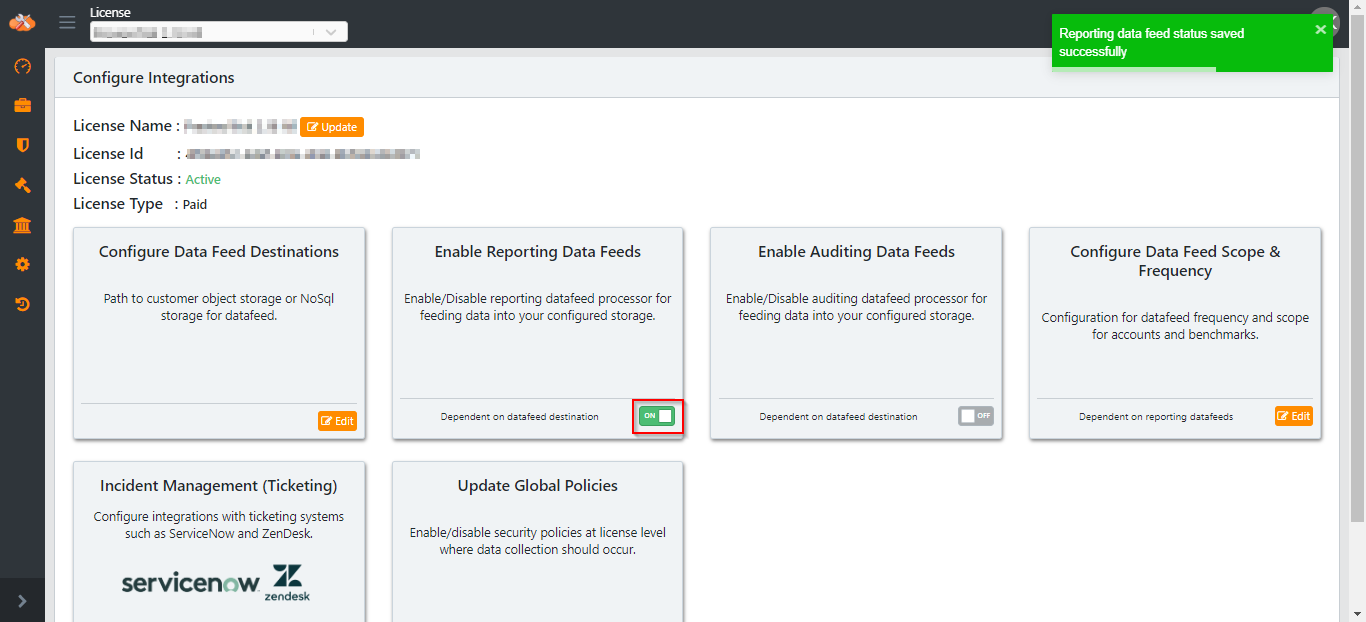 License
Reporting data feed status saved
successfully
Configure Integrations
License Name :
Update
License Id :
License Status : Active
License Type : Paid
Configure Data Feed Destinations
Path to customer object storage or NoSql
storage for datafeed.
Edit
Enable Reporting Data Feeds
Enable/Disable reporting datafeed processor for
feeding data into your configured storage.
Dependent on datafeed destination
ON
Enable Auditing Data Feeds
Enable/Disable auditing datafeed processor for
feeding data into your configured storage.
Dependent on datafeed destination
OFF
Configure Data Feed Scope &
Frequency
Configuration for datafeed frequency and scope
for accounts and benchmarks.
Dependent on reporting datafeeds
Edit
Incident Management (Ticketing)
Configure integrations with ticketing systems
such as ServiceNow and ZenDesk.
servicenow
zendesk
Update Global Policies
Enable/disable security policies at license level
where data collection should occur.